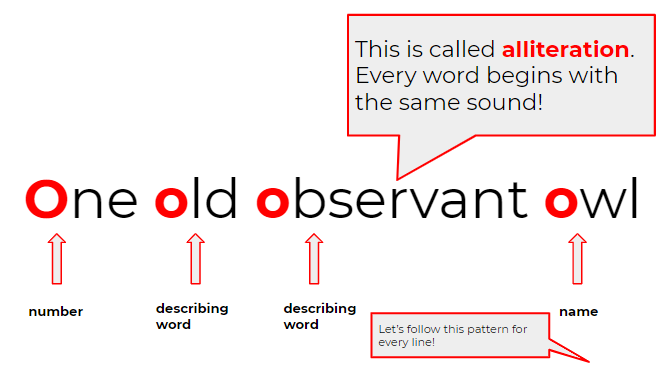 This is called alliteration.
Every word begins with
the same sound!
One old observant owl
number
describing
word
describing
word
name
Let's follow this pattern for
every line!